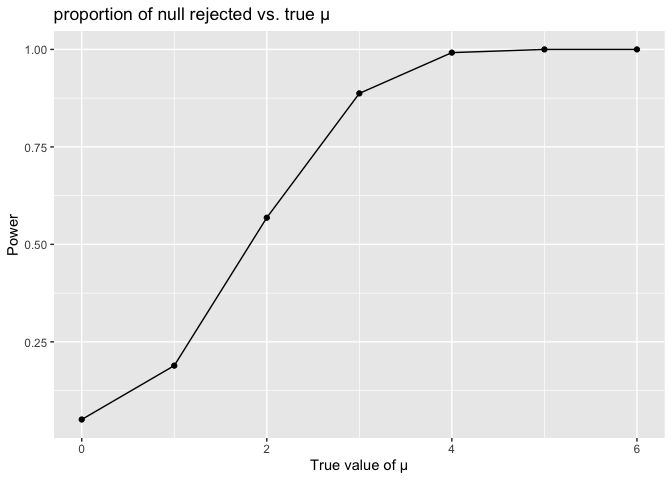 proportion of null rejected vs. true μ
1.00
0.75
0.50
0.25
Power
0 2 4 6
True value of μ